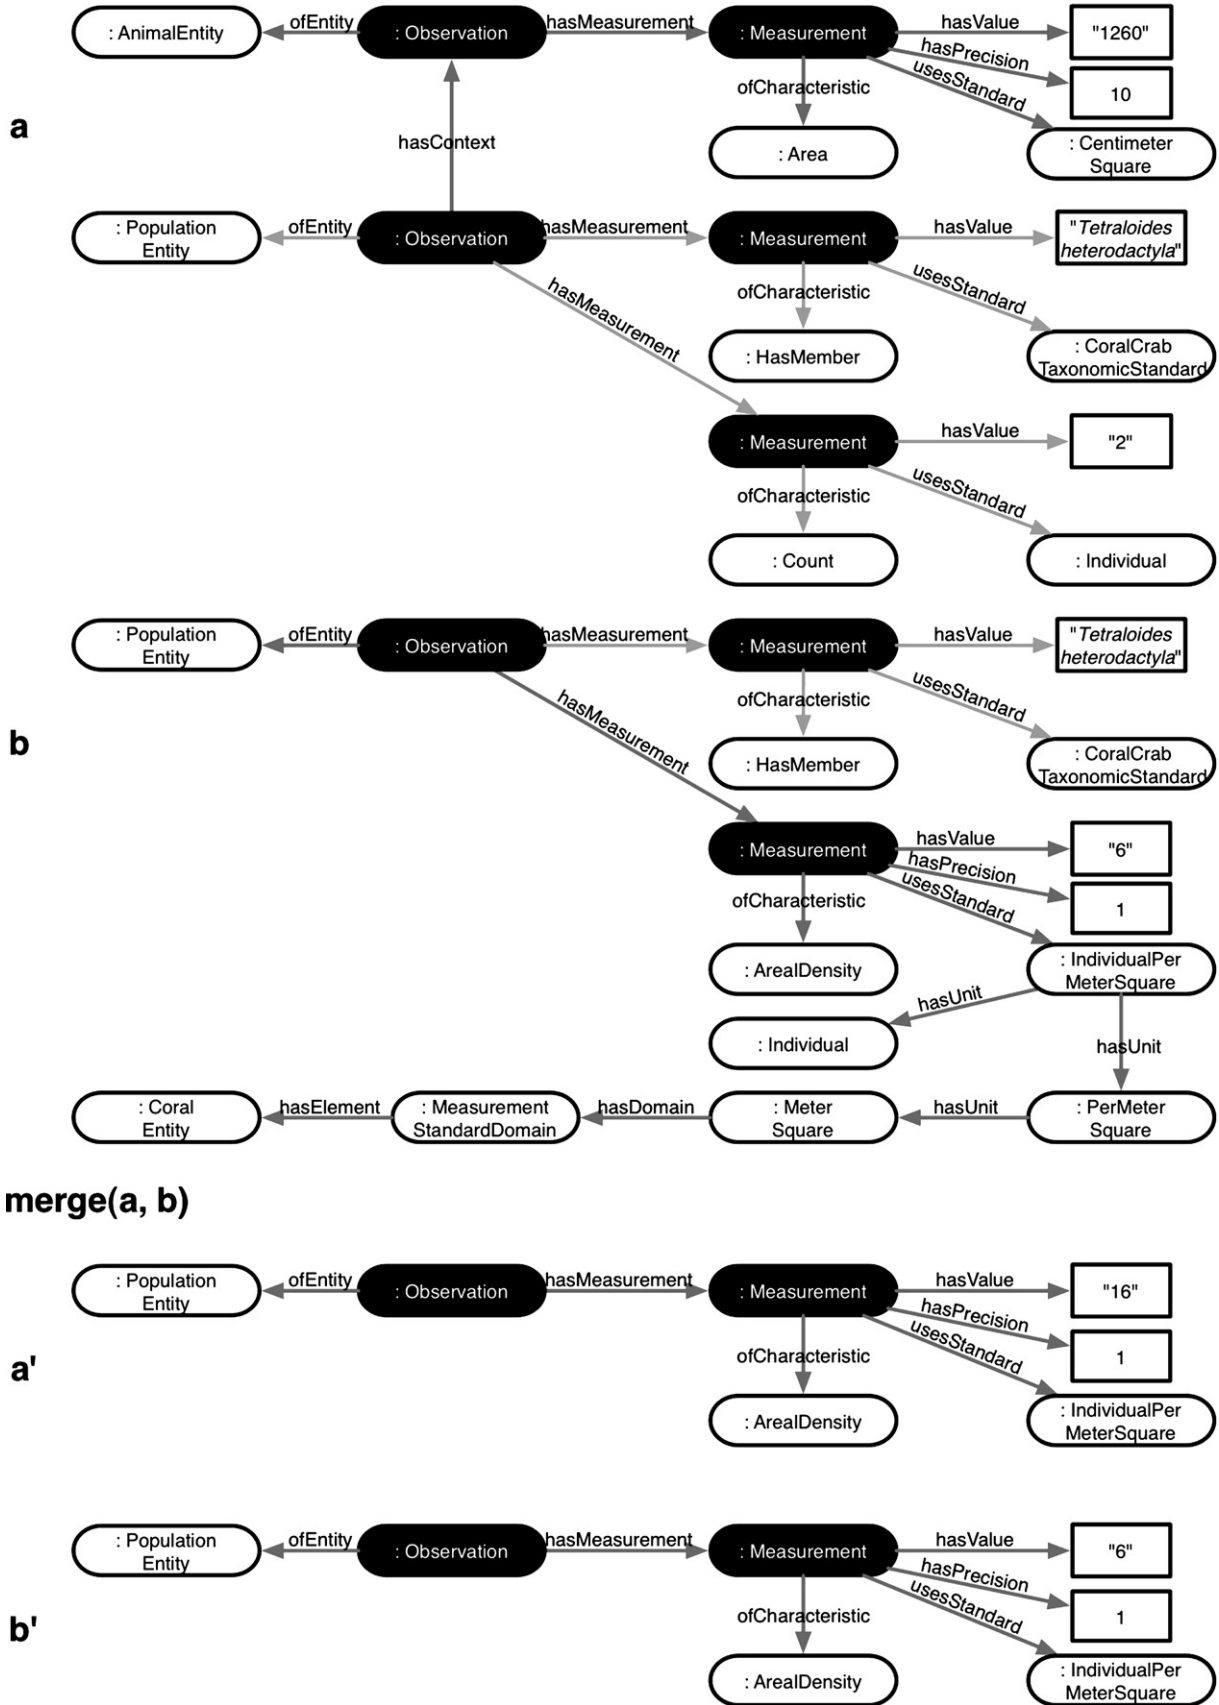 : AnimalEntity
ofEntity
: Observation
hasMeasurement
: Measurement
hasValue
"1260"
hasPrecision
10
usesStandard
: Centimeter
Square
ofCharacteristic
: Area
a
hasContext
: Population
Entity
ofEntity
: Observation
hasMeasurement
: Measurement
hasValue
"Tetraloides
heterodactyla"
usesStandard
: CoralCrab
TaxonomicStandard
ofCharacteristic
: HasMember
hasMeasurement
: Measurement
hasValue
"2"
usesStandard
: Individual
ofCharacteristic
: Count
b
: Population
Entity
ofEntity
: Observation
hasMeasurement
: Measurement
hasValue
"Tetraloides
heterodactyla"
usesStandard
: CoralCrab
TaxonomicStandard
ofCharacteristic
: HasMember
hasMeasurement
: Measurement
hasValue
"6"
hasPrecision
1
usesStandard
: IndividualPer
MeterSquare
ofCharacteristic
: ArealDensity
hasUnit
: Individual
hasUnit
: PerMeter
Square
hasUnit
: Meter
Square
hasDomain
: Measurement
StandardDomain
hasElement
: Coral
Entity
merge(a, b)
a'
: Population
Entity
ofEntity
: Observation
hasMeasurement
: Measurement
hasValue
"16"
hasPrecision
1
usesStandard
: IndividualPer
MeterSquare
ofCharacteristic
: ArealDensity
b'
: Population
Entity
ofEntity
: Observation
hasMeasurement
: Measurement
hasValue
"6"
hasPrecision
1
usesStandard
: IndividualPer
MeterSquare
ofCharacteristic
: ArealDensity